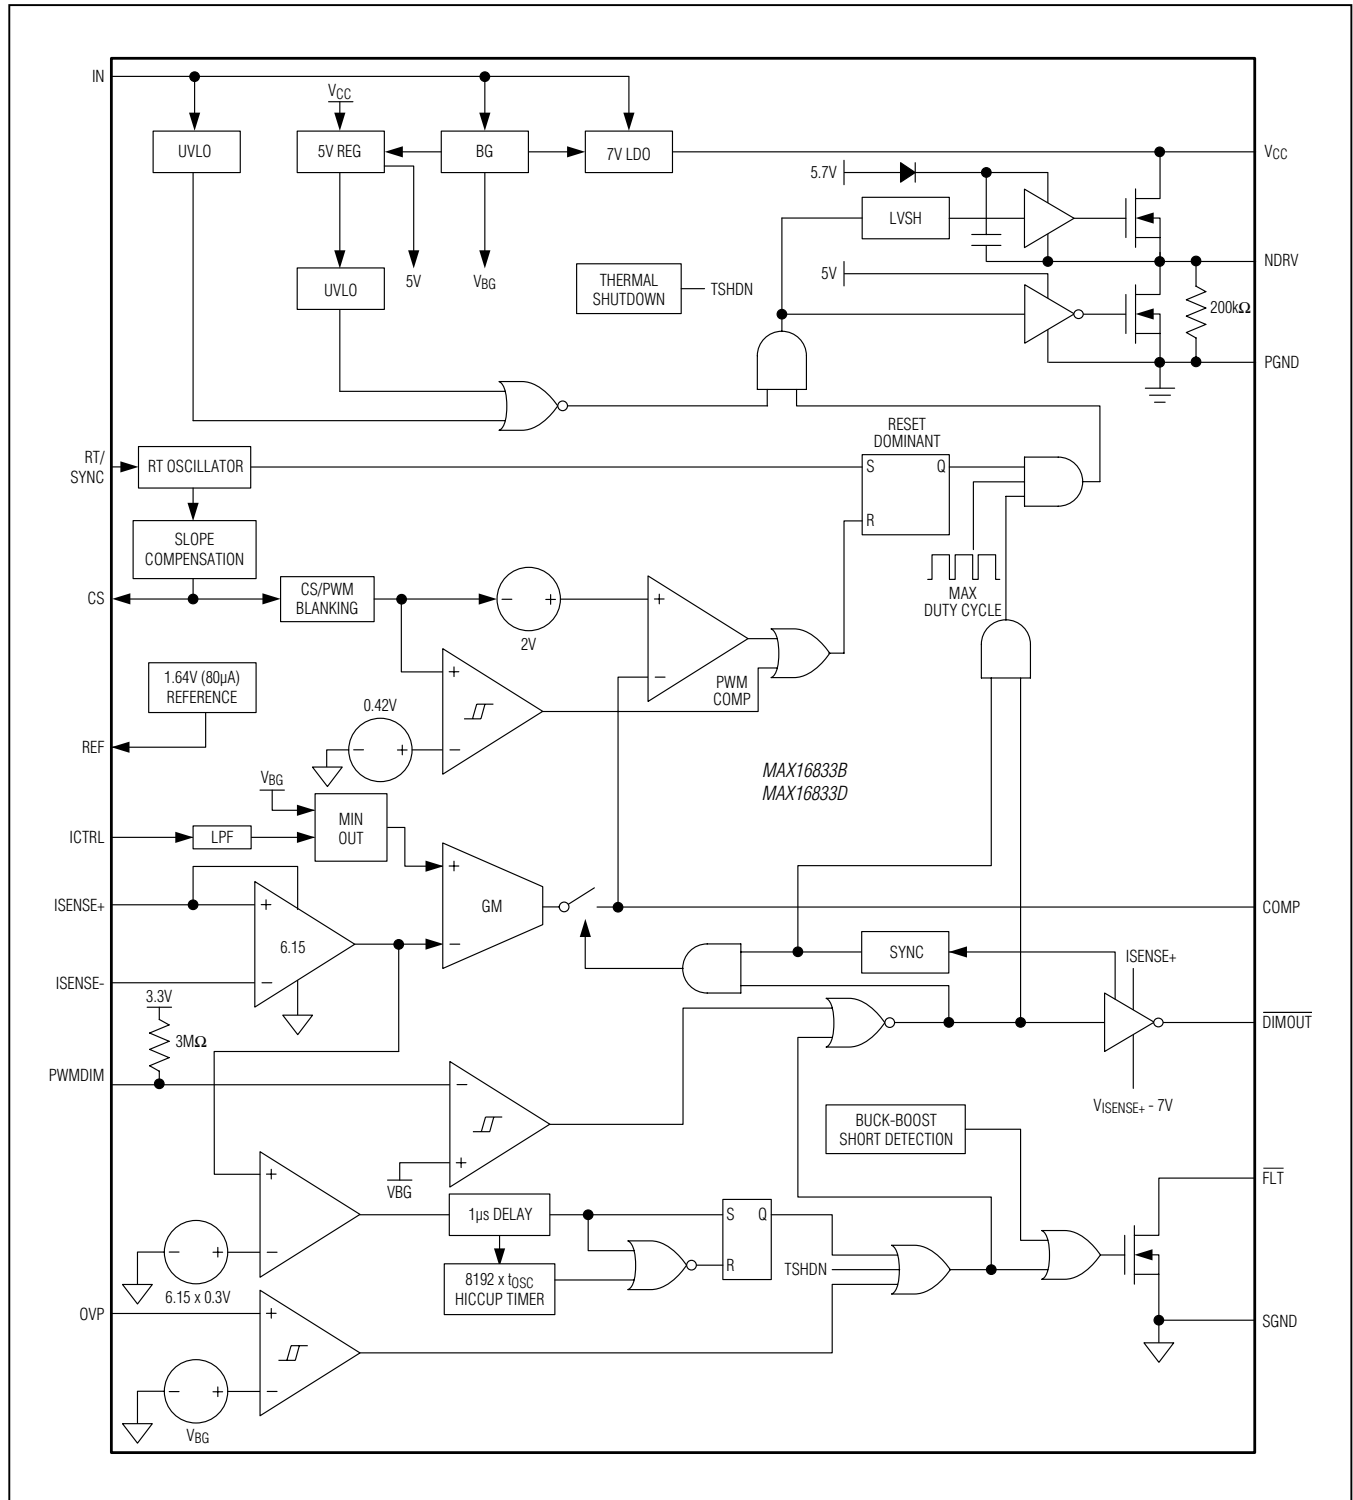 IN
VCC
UVLO
5V REG
BG
7V LDO
VCC
5.7V
LVSH
UVLO
5V
VBG
THERMAL
SHUTDOWN
TSHDN
5V
NDRV
200kΩ
PGND
RT/
SYNC
RT OSCILLATOR
RESET
DOMINANT
S
Q
R
SLOPE
COMPENSATION
CS
CS/PWM
BLANKING
-
+
2V
+
-
PWM
COMP
MAX
DUTY CYCLE
1.64V (80µA)
REFERENCE
REF
0.42V
-
+
+
-
MAX16833B
MAX16833D
VBG
ICTRL
LPF
MIN
OUT
+
-
GM
ISENSE+
+
6.15
-
ISENSE-
COMP
SYNC
ISENSE+
DIMOUT
VISENSE+ - 7V
3.3V
3MΩ
PWMDIM
-
+
VBG
BUCK-BOOST
SHORT DETECTION
FLT
+
-
-
+
6.15 x 0.3V
1µs DELAY
8192 x tOSC
HICCUP TIMER
S
Q
R
TSHDN
SGND
OVP
+
-
-
+
VBG